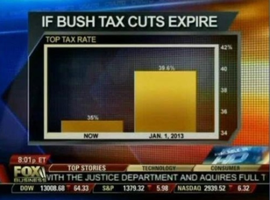 IF BUSH TAX CUTS EXPIRE
TOP TAX RATE
42%
40
38
36
34
35%
39.6%
NOW
JAN. 1, 2013
8:01p ET
TOP STORIES
TECHNOLOGY
CONSUMER
FOX
BUSINESS
WITH THE JUSTICE DEPARTMENT AND AQUIRES FULL T
DOW 13008.68 64.33 S&P 1379.32 5.98 NASDAQ 2939.52 6.32